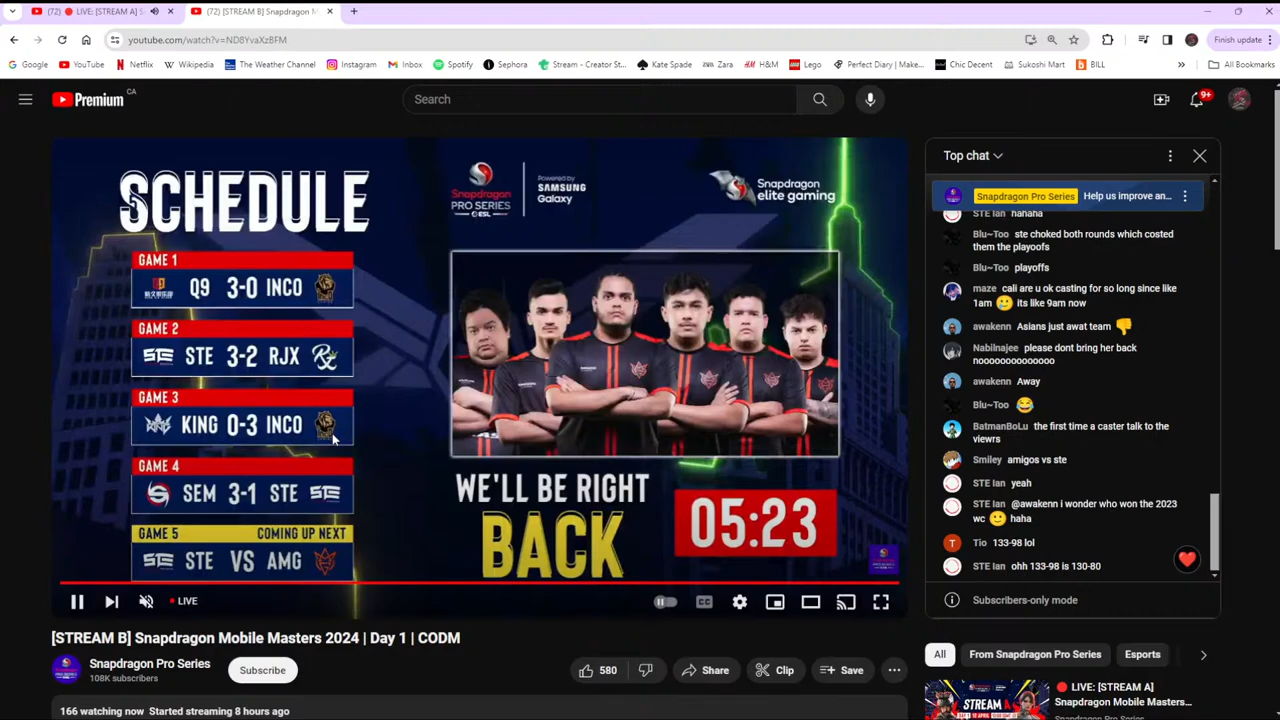 (72) 🔴 LIVE: [STREAM A] S
(72) [STREAM B] Snapdragon M
youtube.com/watch?v=ND8YvaXzBFM
Finish update
Google
YouTube
Netflix
Wikipedia
The Weather Channel
Instagram
Inbox
Spotify
Sephora
Stream - Creator St...
Kate Spade
Zara
H&M
Lego
Perfect Diary | Make...
Chic Decent
Sukoshi Mart
BILL
All Bookmarks
Premium CA
Search
9+
SCHEDULE
SNAPDRAGON PRO SERIES
ESL
Powered by SAMSUNG Galaxy
Snapdragon elite gaming
GAME 1
Q9 3-0 INCO
GAME 2
STE 3-2 RJX
GAME 3
KING 0-3 INCO
GAME 4
SEM 3-1 STE
GAME 5 COMING UP NEXT
STE VS AMG
WE'LL BE RIGHT
BACK
05:23
LIVE
[STREAM B] Snapdragon Mobile Masters 2024 | Day 1 | CODM
Snapdragon Pro Series
108K subscribers
Subscribe
580
Share
Clip
Save
166 watching now Started streaming 8 hours ago
Top chat
Snapdragon Pro Series Help us improve an...
STE Ian hahaha
Blu~Too ste choked both rounds which costed
them the playoofs
Blu~Too playoffs
maze cali are u ok casting for so long since like
1am 🥲 its like 9am now
awakenn Asians just awat team 👎
Nabilnajee please dont bring her back
noooooooooooooo
awakenn Away
Blu~Too 😂
BatmanBoLu the first time a caster talk to the
viewrs
Smiley amigos vs ste
STE Ian yeah
STE Ian @awakenn i wonder who won the 2023
wc 🙂 haha
Tio 133-98 lol
STE Ian ohh 133-98 is 130-80
Subscribers-only mode
All
From Snapdragon Pro Series
Esports
STREAM A
🔴 LIVE: [STREAM A]
Snapdragon Mobile Masters...
Snapdragon Pro Series